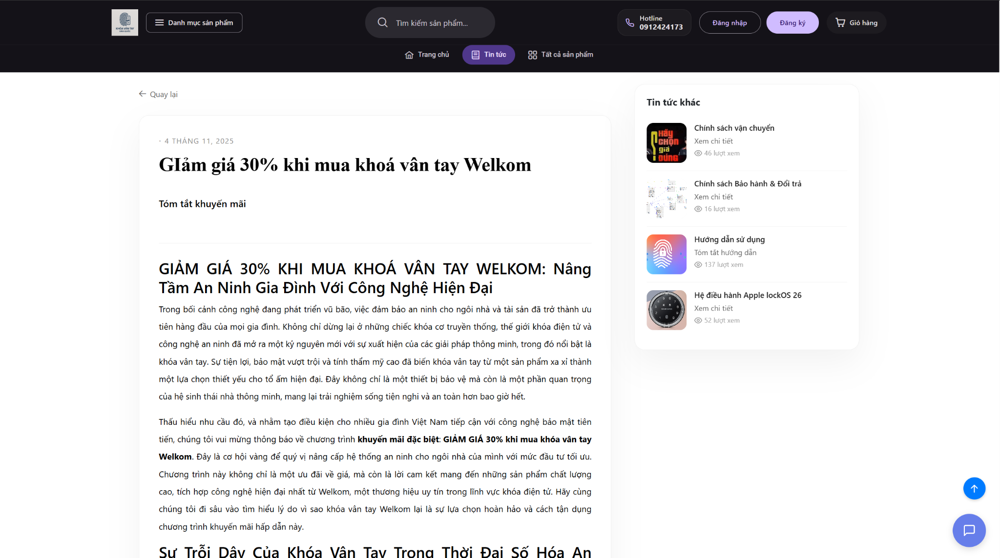 KHÓA VÂN TAY
HÀN QUỐC
Danh mục sản phẩm
Tìm kiếm sản phẩm...
Hotline
0912424173
Đăng nhập
Đăng ký
Giỏ hàng
Trang chủ
Tin tức
Tất cả sản phẩm
Quay lại
• 4 THÁNG 11, 2025
GIảm giá 30% khi mua khoá vân tay Welkom
Tóm tắt khuyến mãi
GIẢM GIÁ 30% KHI MUA KHOÁ VÂN TAY WELKOM: Nâng
Tầm An Ninh Gia Đình Với Công Nghệ Hiện Đại
Trong bối cảnh công nghệ đang phát triển vũ bão, việc đảm bảo an ninh cho ngôi nhà và tài sản đã trở thành ưu
tiên hàng đầu của mọi gia đình. Không chỉ dừng lại ở những chiếc khóa cơ truyền thống, thế giới khóa điện tử và
công nghệ an ninh đã mở ra một kỷ nguyên mới với sự xuất hiện của các giải pháp thông minh, trong đó nổi bật là
khóa vân tay. Sự tiện lợi, bảo mật vượt trội và tính thẩm mỹ cao đã biến khóa vân tay từ một sản phẩm xa xỉ thành
một lựa chọn thiết yếu cho tổ ấm hiện đại. Đây không chỉ là một thiết bị bảo vệ mà còn là một phần quan trọng
của hệ sinh thái nhà thông minh, mang lại trải nghiệm sống tiện nghi và an toàn hơn bao giờ hết.
Thấu hiểu nhu cầu đó, và nhằm tạo điều kiện cho nhiều gia đình Việt Nam tiếp cận với công nghệ bảo mật tiên
tiến, chúng tôi vui mừng thông báo về chương trình khuyến mãi đặc biệt: GIẢM GIÁ 30% khi mua khóa vân tay
Welkom. Đây là cơ hội vàng để quý vị nâng cấp hệ thống an ninh cho ngôi nhà của mình với mức đầu tư tối ưu.
Chương trình này không chỉ là một ưu đãi về giá, mà còn là lời cam kết mang đến những sản phẩm chất lượng
cao, tích hợp công nghệ hiện đại nhất từ Welkom, một thương hiệu uy tín trong lĩnh vực khóa điện tử. Hãy cùng
chúng tôi đi sâu vào tìm hiểu lý do vì sao khóa vân tay Welkom lại là sự lựa chọn hoàn hảo và cách tận dụng
chương trình khuyến mãi hấp dẫn này.
Sự Trỗi Dậy Của Khóa Vân Tay Trong Thời Đại Số Hóa An
Tin tức khác
Hãy
CHỌN
giá
ĐÚNG
Chính sách vận chuyển
Xem chi tiết
46 lượt xem
Chính sách Bảo hành & Đổi trả
Xem chi tiết
16 lượt xem
Hướng dẫn sử dụng
Tóm tắt hướng dẫn
137 lượt xem
Hệ điều hành Apple lockOS 26
Xem chi tiết
52 lượt xem